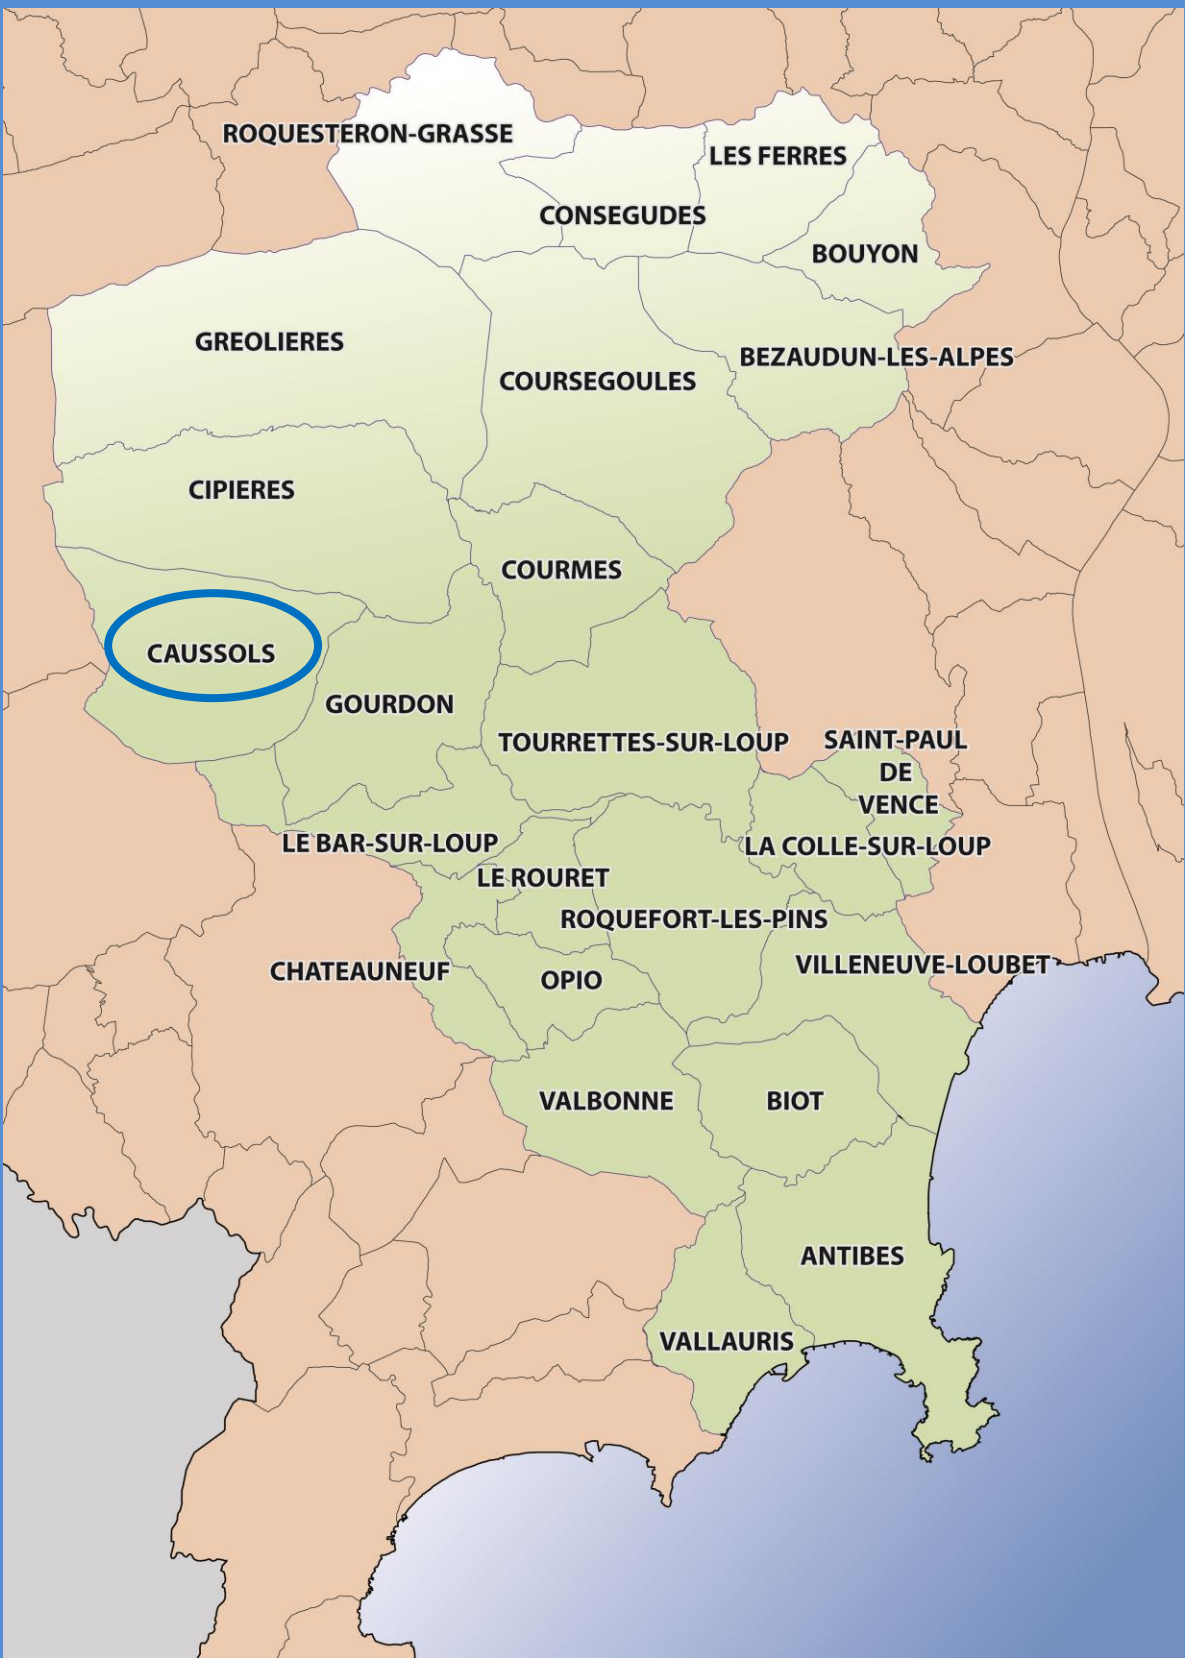 ROQUESTERON-GRASSE
LES FERRES
CONSEGUDES
BOUYON
GREOLIERES
BEZAUDUN-LES-ALPES
COURSEGOULES
CIPIERES
COURMES
CAUSSOLS
GOURDON
TOURRETTES-SUR-LOUP
SAINT-PAUL
DE
VENCE
LE BAR-SUR-LOUP
LA COLLE-SUR-LOUP
LE ROURET
ROQUEFORT-LES-PINS
CHATEAUNEUF
OPIO
VILLENEUVE-LOUBET
VALBONNE
BIOT
ANTIBES
VALLAURIS